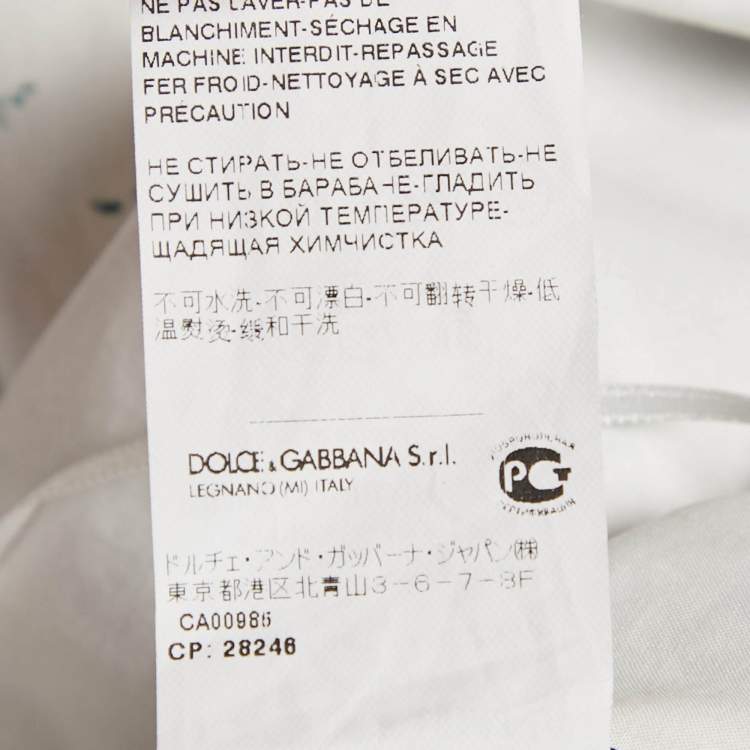 NE PAS LAVER-PAS DE
BLANCHIMENT-SÉCHAGE EN
MACHINE INTERDIT-REPASSAGE
FER FROID-NETTOYAGE À SEC AVEC
PRÉCAUTION
НЕ СТИРАТЬ-НЕ ОТБЕЛИВАТЬ-НЕ
СУШИТЬ В БАРАБАНЕ-ГЛАДИТЬ
ПРИ НИЗКОЙ ТЕМПЕРАТУРЕ-
ЩАДЯЩАЯ ХИМЧИСТКА
不可水洗-不可漂白-不可翻转干燥-低
温熨烫-缓和干洗
DOLCE & GABBANA S.r.l.
LEGNANO (MI) ITALY
ДОБРОВОЛЬНАЯ
РСТ
СЕРТИФИКАЦИЯ
ドルチェ・アンド・ガッバーナ・ジャパン(株)
東京都港区北青山3-6-7-8F
CA00986
CP: 28246